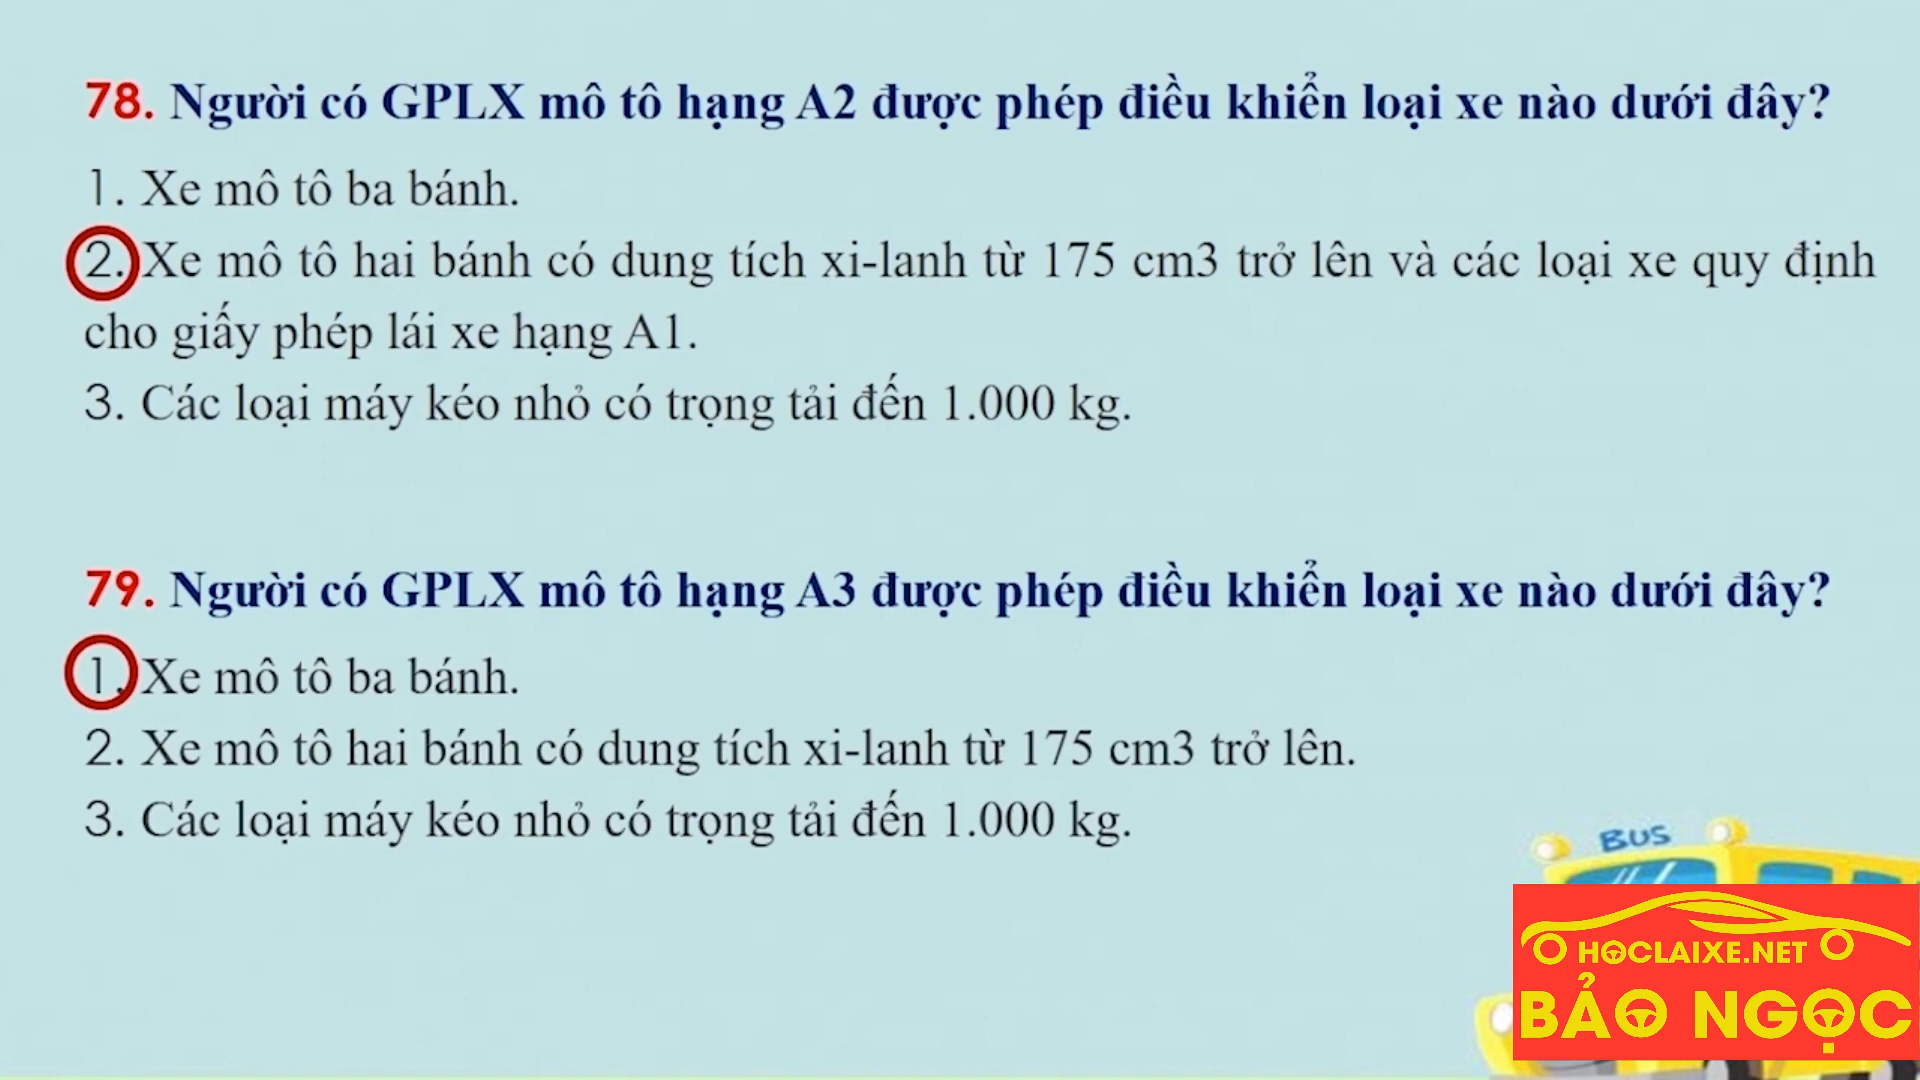 78. Người có GPLX mô tô hạng A2 được phép điều khiển loại xe nào dưới đây?
1. Xe mô tô ba bánh.
2. Xe mô tô hai bánh có dung tích xi-lanh từ 175 cm3 trở lên và các loại xe quy định
cho giấy phép lái xe hạng A1.
3. Các loại máy kéo nhỏ có trọng tải đến 1.000 kg.
79. Người có GPLX mô tô hạng A3 được phép điều khiển loại xe nào dưới đây?
1. Xe mô tô ba bánh.
2. Xe mô tô hai bánh có dung tích xi-lanh từ 175 cm3 trở lên.
3. Các loại máy kéo nhỏ có trọng tải đến 1.000 kg.
BUS
HOCLAIXE.NET
BẢO NGỌC